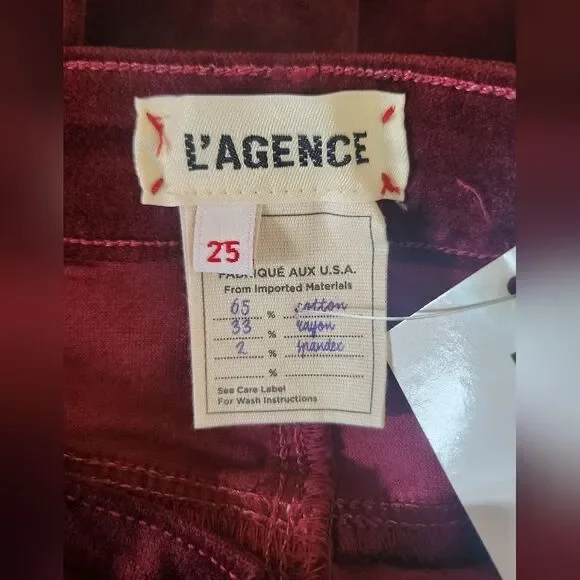 L'AGENCE
25
FABRIQUÉ AUX U.S.A.
From Imported Materials
65 % cotton
33 % rayon
2 % spandex
%
See Care Label
For Wash Instructions